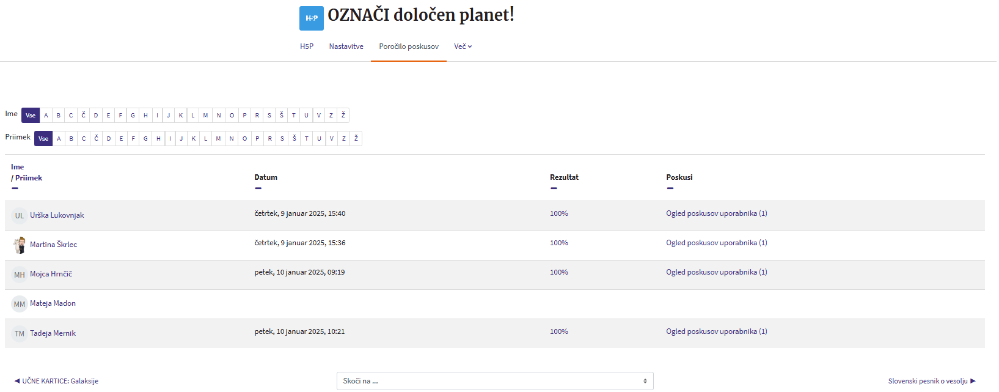 H-P OZNAČI določen planet!
H5P Nastavitve Poročilo poskusov Več
Ime Vse A B C Č D E F G H I J K L M N O P R S Š T U V Z Ž
Priimek Vse A B C Č D E F G H I J K L M N O P R S Š T U V Z Ž
Ime
/ Priimek Datum Rezultat Poskusi
UL Urška Lukovnjak četrtek, 9 januar 2025, 15:40 100% Ogled poskusov uporabnika (1)
Martina Škrlec četrtek, 9 januar 2025, 15:36 100% Ogled poskusov uporabnika (1)
MH Mojca Hrnčič petek, 10 januar 2025, 09:19 100% Ogled poskusov uporabnika (1)
MM Mateja Madon
TM Tadeja Mernik petek, 10 januar 2025, 10:21 100% Ogled poskusov uporabnika (1)
◀ UČNE KARTICE: Galaksije Skoči na ... Slovenski pesnik o vesolju ▶